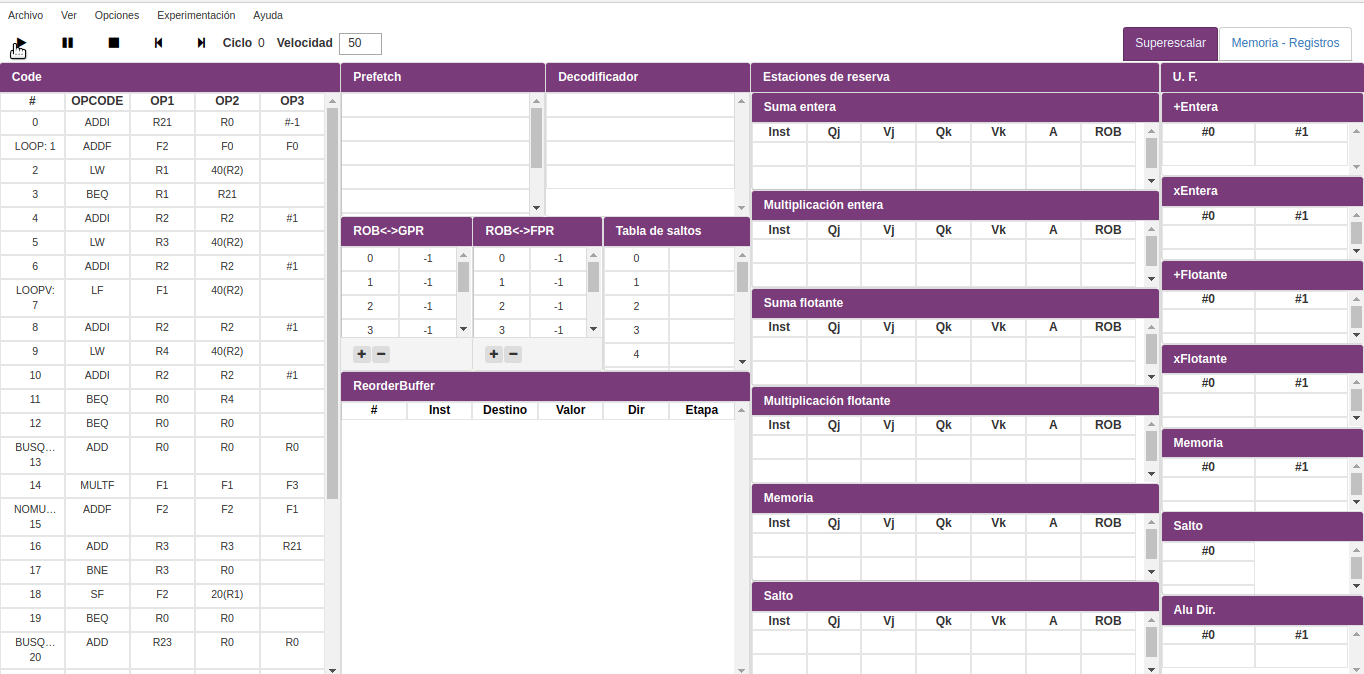 Archivo Ver Opciones Experimentación Ayuda
Ciclo 0 Velocidad 50 Superescalar Memoria - Registros
Code Prefetch Decodificador Estaciones de reserva U. F.
# OPCODE OP1 OP2 OP3
0 ADDI R21 R0 #-1
LOOP: 1 ADDF F2 F0 F0
2 LW R1 40(R2)
3 BEQ R1 R21
4 ADDI R2 R2 #1
5 LW R3 40(R2)
6 ADDI R2 R2 #1
LOOPV: 7 LF F1 40(R2)
8 ADDI R2 R2 #1
9 LW R4 40(R2)
10 ADDI R2 R2 #1
11 BEQ R0 R4
12 BEQ R0 R0
BUSQ... 13 ADD R0 R0 R0
14 MULTF F1 F1 F3
NOMU... 15 ADDF F2 F2 F1
16 ADD R3 R3 R21
17 BNE R3 R0
18 SF F2 20(R1)
19 BEQ R0 R0
BUSQ... 20 ADD R23 R0 R0
ROB<->GPR
0 -1
1 -1
2 -1
3 -1
+ −
ROB<->FPR
0 -1
1 -1
2 -1
3 -1
+ −
Tabla de saltos
0
1
2
3
4
ReorderBuffer
# Inst Destino Valor Dir Etapa
Suma entera
Inst Qj Vj Qk Vk A ROB
Multiplicación entera
Inst Qj Vj Qk Vk A ROB
Suma flotante
Inst Qj Vj Qk Vk A ROB
Multiplicación flotante
Inst Qj Vj Qk Vk A ROB
Memoria
Inst Qj Vj Qk Vk A ROB
Salto
Inst Qj Vj Qk Vk A ROB
+Entera
#0 #1
xEntera
#0 #1
+Flotante
#0 #1
xFlotante
#0 #1
Memoria
#0 #1
Salto
#0
Alu Dir.
#0 #1